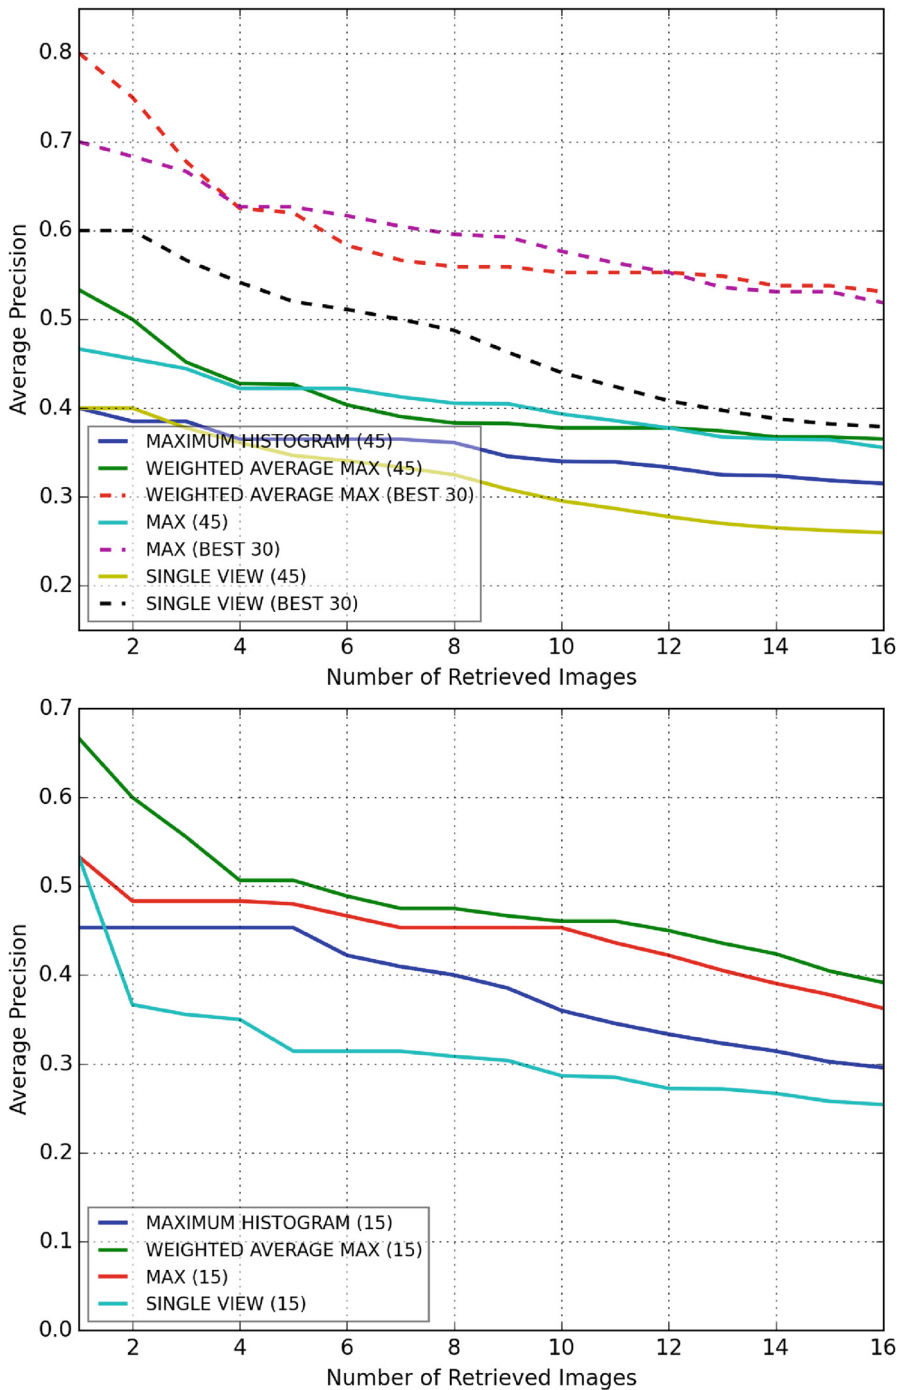 0.8
0.7
0.6
0.5
0.4
0.3
0.2
Average Precision
MAXIMUM HISTOGRAM (45)
WEIGHTED AVERAGE MAX (45)
WEIGHTED AVERAGE MAX (BEST 30)
MAX (45)
MAX (BEST 30)
SINGLE VIEW (45)
SINGLE VIEW (BEST 30)
2 4 6 8 10 12 14 16
Number of Retrieved Images
0.7
0.6
0.5
0.4
0.3
0.2
0.1
0.0
Average Precision
MAXIMUM HISTOGRAM (15)
WEIGHTED AVERAGE MAX (15)
MAX (15)
SINGLE VIEW (15)
2 4 6 8 10 12 14 16
Number of Retrieved Images